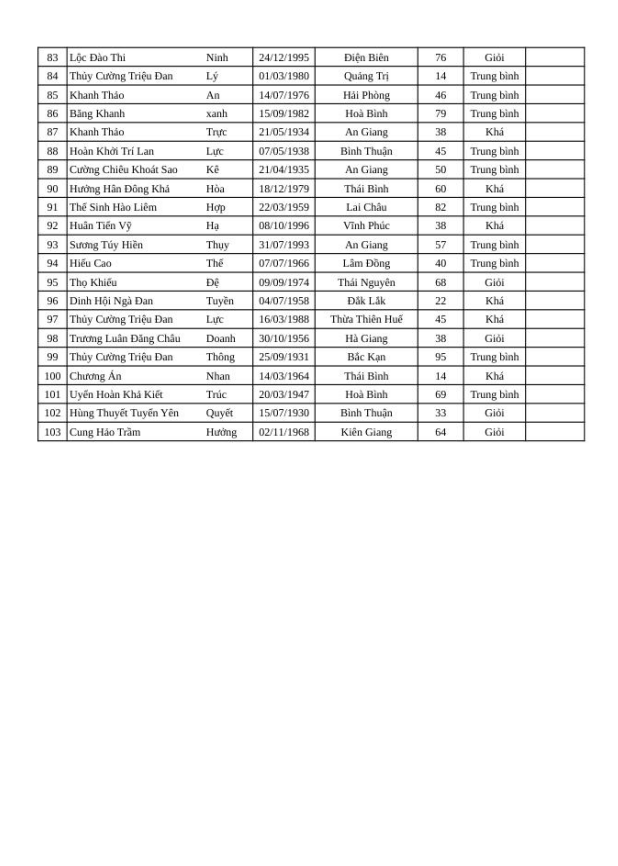 83 Lộc Đào Thi Ninh 24/12/1995 Điện Biên 76 Giỏi
84 Thủy Cường Triệu Đan Lý 01/03/1980 Quảng Trị 14 Trung bình
85 Khanh Thảo An 14/07/1976 Hải Phòng 46 Trung bình
86 Băng Khanh xanh 15/09/1982 Hoà Bình 79 Trung bình
87 Khanh Thảo Trực 21/05/1934 An Giang 38 Khá
88 Hoàn Khởi Trí Lan Lực 07/05/1938 Bình Thuận 45 Trung bình
89 Cường Chiêu Khoát Sao Kê 21/04/1935 An Giang 50 Trung bình
90 Hưởng Hân Đông Khả Hòa 18/12/1979 Thái Bình 60 Khá
91 Thế Sinh Hào Liêm Hợp 22/03/1959 Lai Châu 82 Trung bình
92 Huân Tiến Vỹ Hạ 08/10/1996 Vĩnh Phúc 38 Khá
93 Sương Túy Hiền Thụy 31/07/1993 An Giang 57 Trung bình
94 Hiếu Cao Thế 07/07/1966 Lâm Đồng 40 Trung bình
95 Thọ Khiếu Đệ 09/09/1974 Thái Nguyên 68 Giỏi
96 Dinh Hội Ngà Đan Tuyền 04/07/1958 Đắk Lắk 22 Khá
97 Thủy Cường Triệu Đan Lực 16/03/1988 Thừa Thiên Huế 45 Khá
98 Trương Luân Đăng Châu Doanh 30/10/1956 Hà Giang 38 Giỏi
99 Thủy Cường Triệu Đan Thông 25/09/1931 Bắc Kạn 95 Trung bình
100 Chương Án Nhan 14/03/1964 Thái Bình 14 Khá
101 Uyển Hoàn Khả Kiết Trúc 20/03/1947 Hoà Bình 69 Trung bình
102 Hùng Thuyết Tuyến Yên Quyết 15/07/1930 Bình Thuận 33 Giỏi
103 Cung Hảo Trầm Hưởng 02/11/1968 Kiên Giang 64 Giỏi